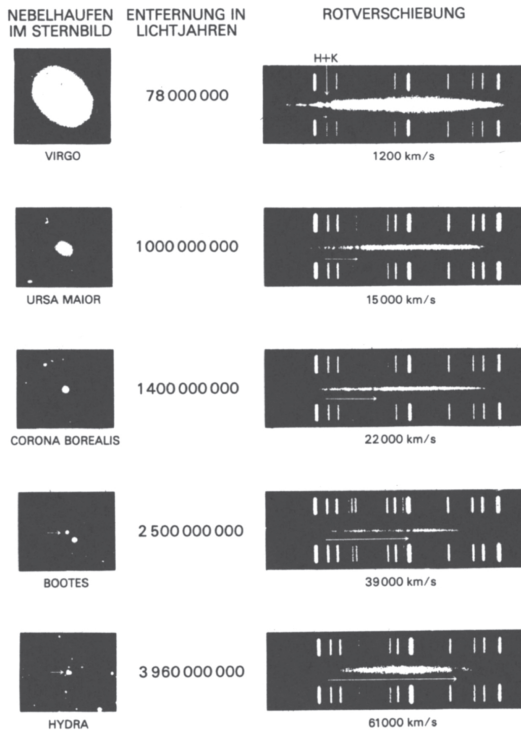 NEBELHAUFEN
IM STERNBILD
ENTFERNUNG IN
LICHTJAHREN
ROTVERSCHIEBUNG
H+K
78 000 000
VIRGO
1200 km/s
1 000 000 000
URSA MAIOR
15 000 km/s
1 400 000 000
CORONA BOREALIS
22 000 km/s
2 500 000 000
BOOTES
39 000 km/s
3 960 000 000
HYDRA
61 000 km/s